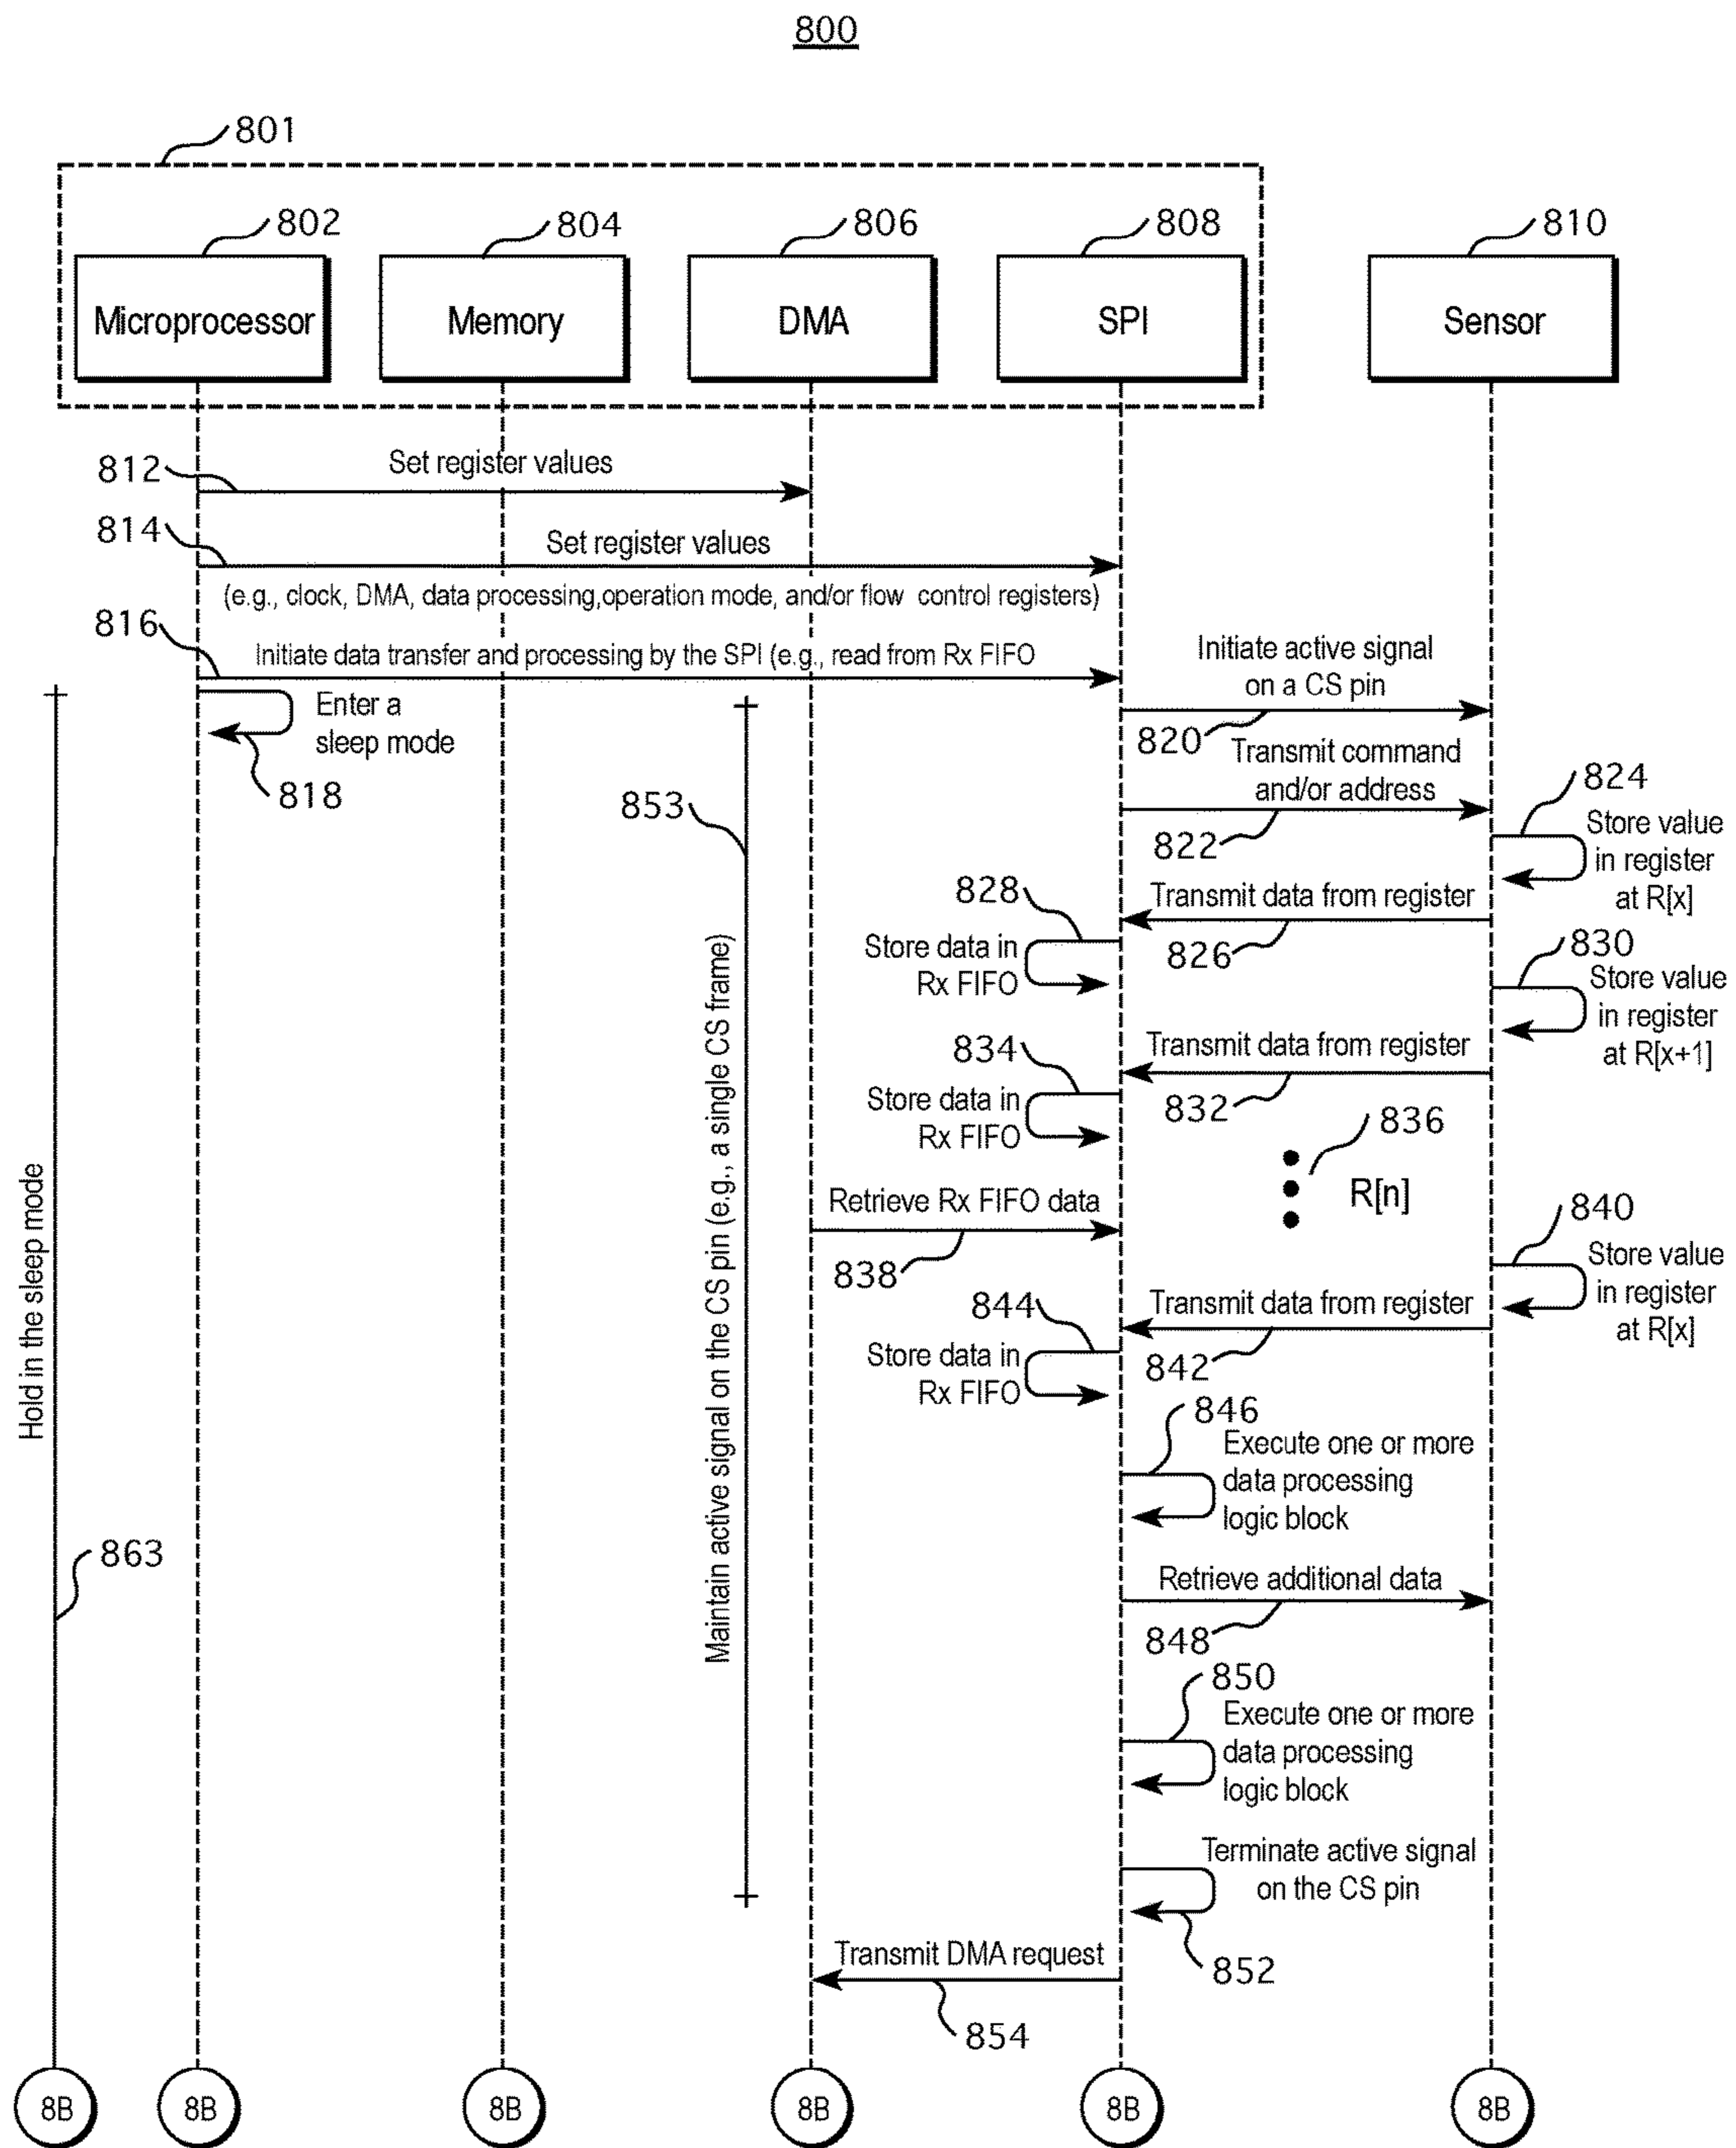 800
801
802
804
806
808
810
Microprocessor
Memory
DMA
SPI
Sensor
812
Set register values
814
Set register values
(e.g., clock, DMA, data processing,operation mode, and/or flow control registers)
816
Initiate data transfer and processing by the SPI (e.g., read from Rx FIFO
Initiate active signal
on a CS pin
820
Enter a
sleep mode
818
Transmit command
and/or address
822
853
824
Store value
in register
at R[x]
Transmit data from register
826
828
Store data in
Rx FIFO
830
Store value
in register
at R[x+1]
Transmit data from register
832
834
Store data in
Rx FIFO
836
R[n]
Retrieve Rx FIFO data
838
840
Store value
in register
at R[x]
Transmit data from register
842
844
Store data in
Rx FIFO
846
Execute one or more
data processing
logic block
Hold in the sleep mode
863
Maintain active signal on the CS pin (e.g., a single CS frame)
Retrieve additional data
848
850
Execute one or more
data processing
logic block
Terminate active signal
on the CS pin
852
Transmit DMA request
854
8B
8B
8B
8B
8B
8B